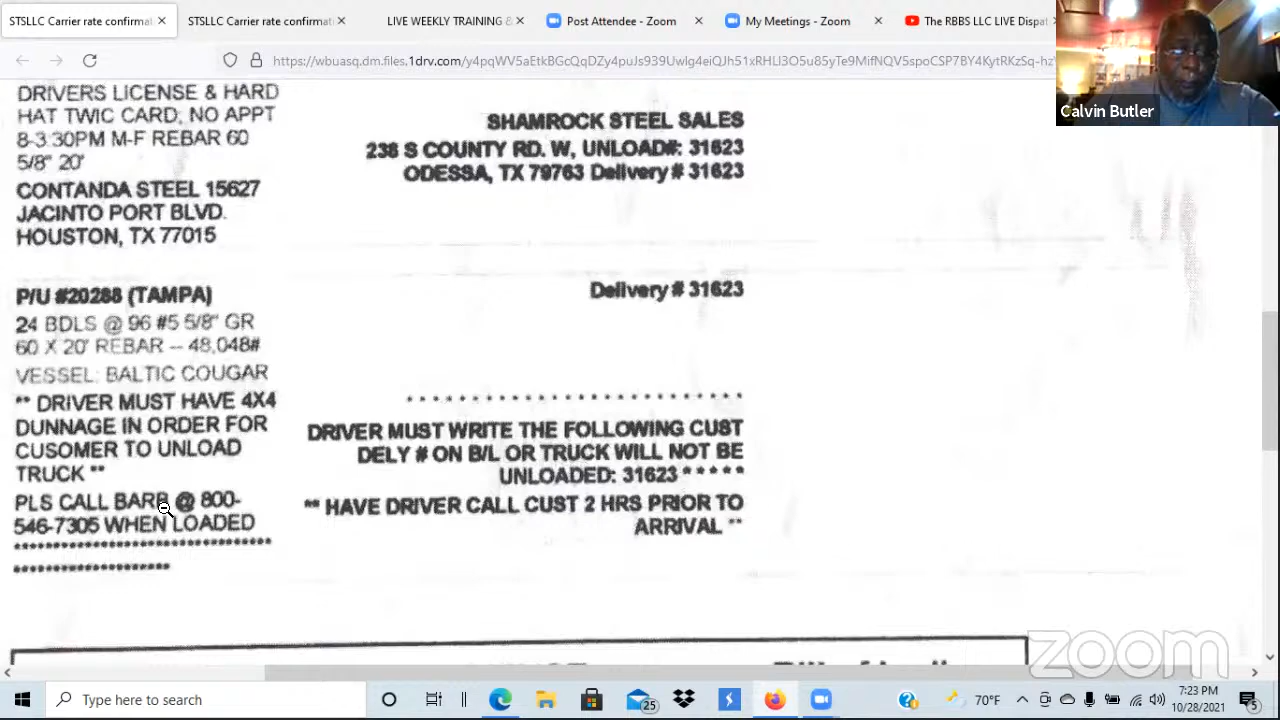 STSLLC Carrier rate confirmat
STSLLC Carrier rate confirmat
LIVE WEEKLY TRAINING
Post Attendee - Zoom
My Meetings - Zoom
The RBBS LLC LIVE Dispat
Calvin Butler
DRIVERS LICENSE & HARD
HAT TWIC CARD; NO APPT
8-3:30PM M-F REBAR 60
5/8" 20'
CONTANDA STEEL 15627
JACINTO PORT BLVD.
HOUSTON, TX 77015
SHAMROCK STEEL SALES
238 S COUNTY RD. W, UNLOAD#: 31623
ODESSA, TX 79763 Delivery # 31623
P/U #20288 (TAMPA)
24 BDLS @ 96 #5 5/8" GR
60 X 20' REBAR -- 48,048#
VESSEL: BALTIC COUGAR
** DRIVER MUST HAVE 4X4
DUNNAGE IN ORDER FOR
CUSOMER TO UNLOAD
TRUCK **
PLS CALL BARB @ 800-
546-7305 WHEN LOADED
Delivery # 31623
DRIVER MUST WRITE THE FOLLOWING CUST
DELY # ON B/L OR TRUCK WILL NOT BE
UNLOADED: 31623 * * * * *
** HAVE DRIVER CALL CUST 2 HRS PRIOR TO
ARRIVAL **
zoom
Type here to search
25
70°F
7:23 PM
10/28/2021
5